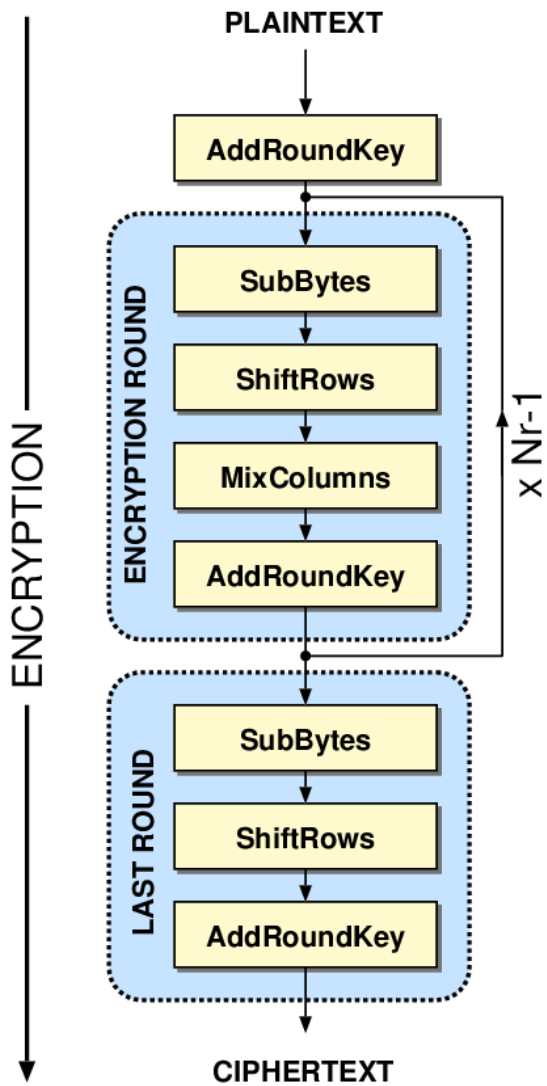 PLAINTEXT
AddRoundKey
ENCRYPTION ROUND
SubBytes
ShiftRows
MixColumns
AddRoundKey
x Nr-1
ENCRYPTION
LAST ROUND
SubBytes
ShiftRows
AddRoundKey
CIPHERTEXT